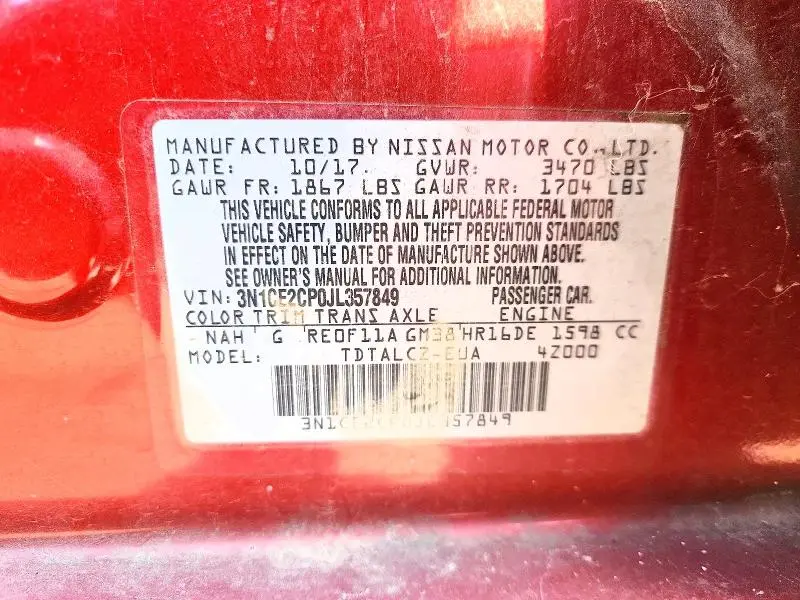 MANUFACTURED BY NISSAN MOTOR CO.,LTD.
DATE: 10/17 GVWR: 3470 LBS
GAWR FR: 1867 LBS GAWR RR: 1704 LBS
THIS VEHICLE CONFORMS TO ALL APPLICABLE FEDERAL MOTOR
VEHICLE SAFETY, BUMPER AND THEFT PREVENTION STANDARDS
IN EFFECT ON THE DATE OF MANUFACTURE SHOWN ABOVE.
SEE OWNER'S MANUAL FOR ADDITIONAL INFORMATION.
VIN: 3N1CE2CP0JL357849 PASSENGER CAR.
COLOR TRIM TRANS AXLE ENGINE
NAH G RE0F11A GM38 HR16DE 1598 CC
MODEL: TDTALCZ-EUA 4Z000